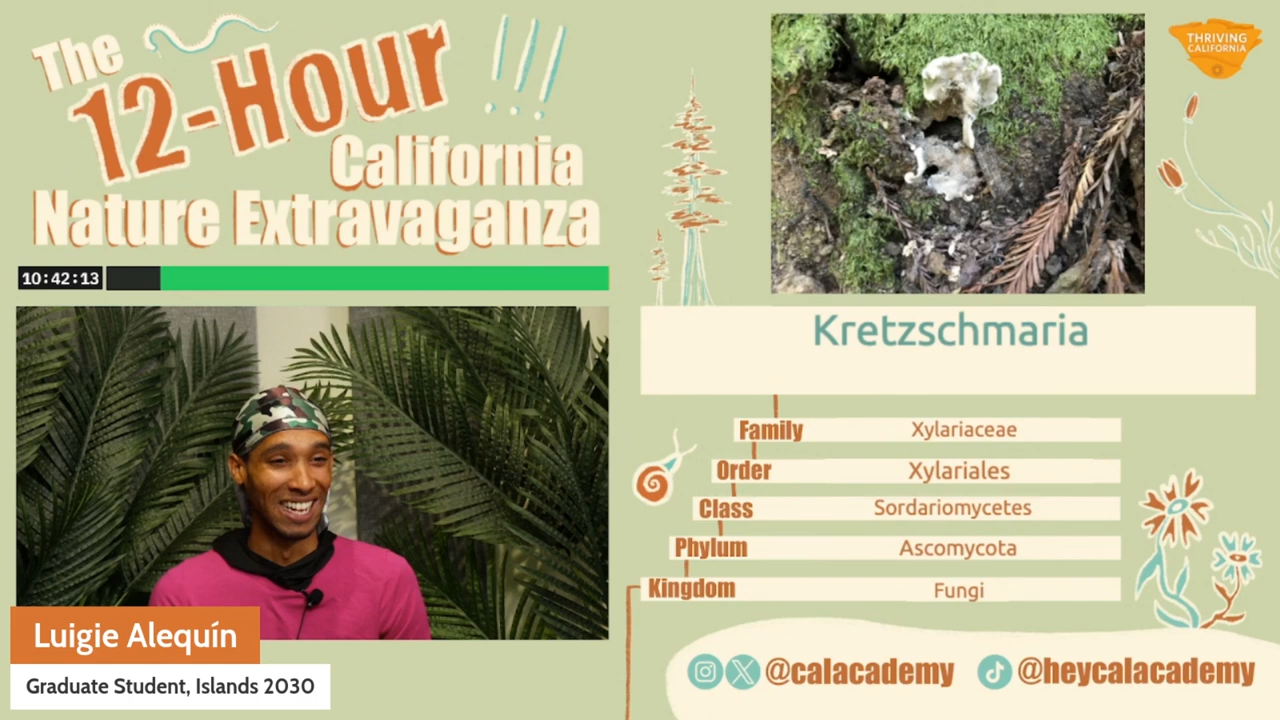 The
12-Hour
!!!
California
Nature Extravaganza
10:42:13
Luigie Alequín
Graduate Student, Islands 2030
THRIVING
CALIFORNIA
Kretzschmaria
Family Xylariaceae
Order Xylariales
Class Sordariomycetes
Phylum Ascomycota
Kingdom Fungi
@calacademy @heycalacademy